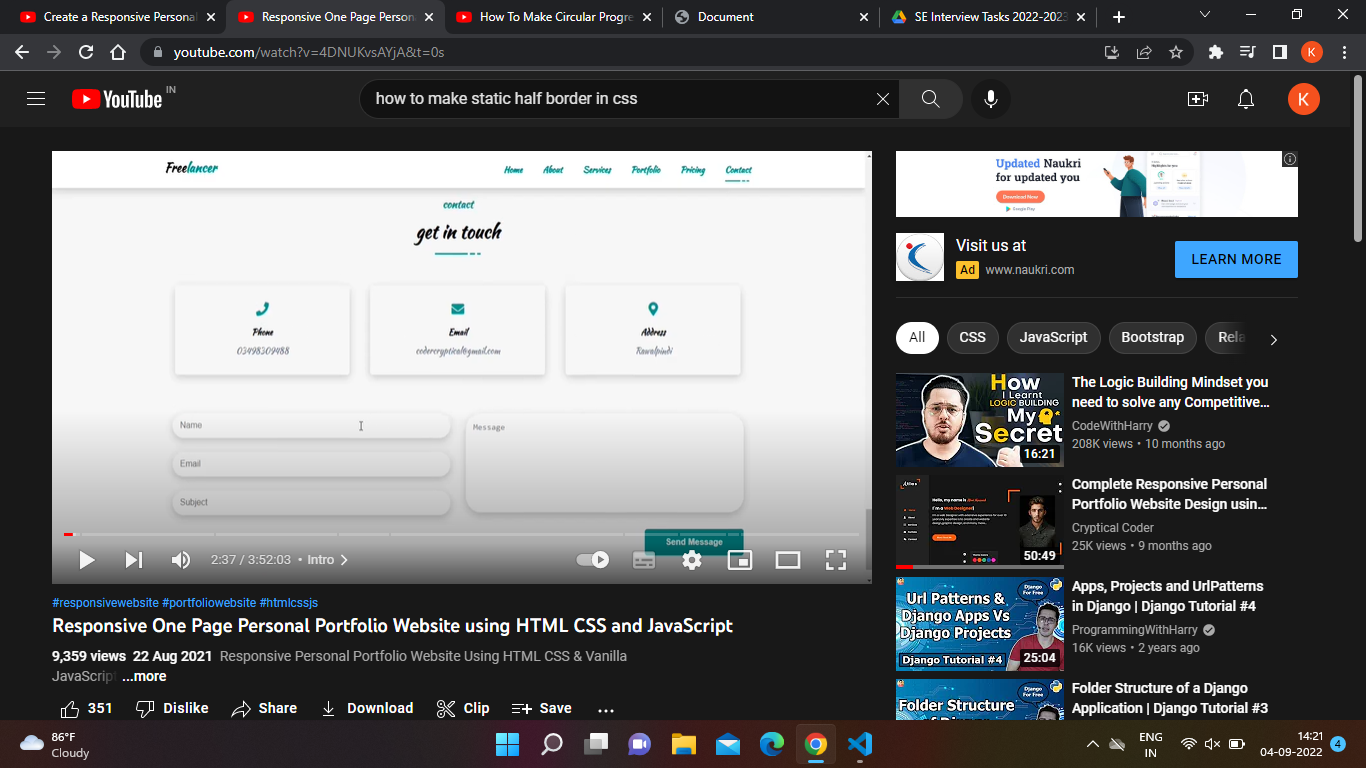 Create a Responsive Personal
Responsive One Page Person
How To Make Circular Progre
Document
SE Interview Tasks 2022-2023
youtube.com/watch?v=4DNUKvsAYjA&t=0s
K
YouTube IN
how to make static half border in css
K
Freelancer
Home About Services Portfolio Pricing Contact
contact
get in touch
Phone
03498309488
Email
codercryptical@gmail.com
Address
Rawalpindi
Name
Email
Subject
Message
Send Message
2:37 / 3:52:03 • Intro
#responsivewebsite #portfoliowebsite #htmlcssjs
Responsive One Page Personal Portfolio Website using HTML CSS and JavaScript
9,359 views 22 Aug 2021 Responsive Personal Portfolio Website Using HTML CSS & Vanilla
JavaScript ...more
351 Dislike Share Download Clip Save
Updated Naukri
for updated you
Download Now
Google Play
Visit us at
Ad www.naukri.com
LEARN MORE
All CSS JavaScript Bootstrap Rela
How
I Learnt
LOGIC BUILDING
My
Secret
16:21
The Logic Building Mindset you
need to solve any Competitive...
CodeWithHarry
208K views • 10 months ago
50:49
Complete Responsive Personal
Portfolio Website Design usin...
Cryptical Coder
25K views • 9 months ago
Django
For Free
Url Patterns &
Django Apps Vs
Django Projects
Django Tutorial #4
25:04
Apps, Projects and UrlPatterns
in Django | Django Tutorial #4
ProgrammingWithHarry
16K views • 2 years ago
Django
For Free
Folder Structure
Folder Structure of a Django
Application | Django Tutorial #3
86°F
Cloudy
ENG
IN
14:21
04-09-2022
4